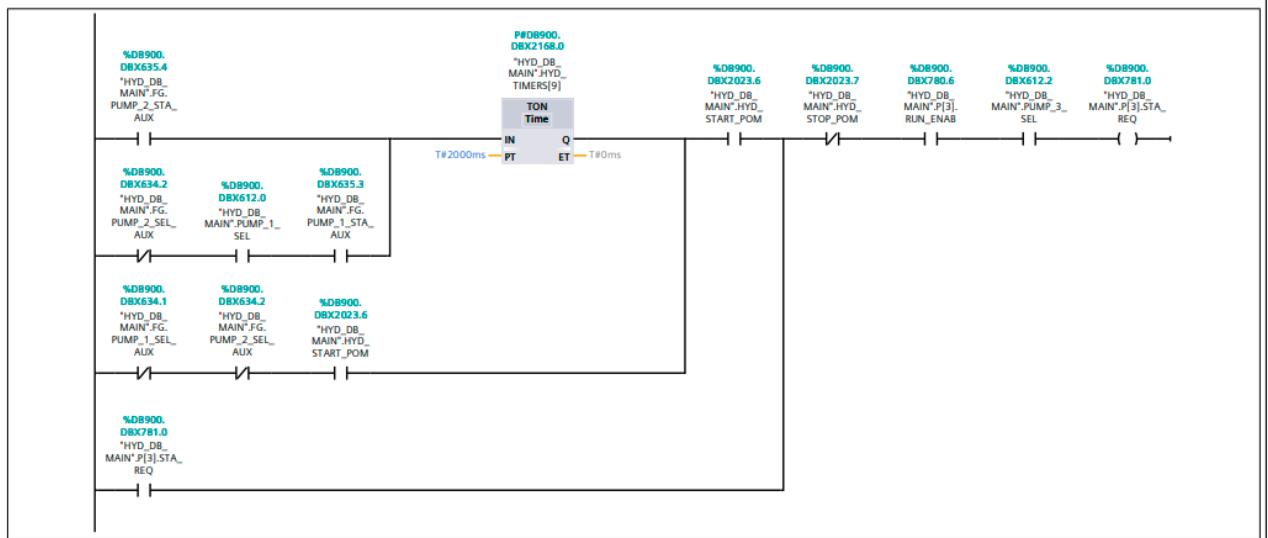 %DB900.
DBX635.4
"HYD_DB_
MAIN".FG.
PUMP_2_STA_
AUX
P#DB900.
DBX2168.0
"HYD_DB_
MAIN".HYD_
TIMERS[9]
TON
Time
IN
Q
T#2000ms
PT
ET
T#0ms
%DB900.
DBX2023.6
"HYD_DB_
MAIN".HYD_
START_POM
%DB900.
DBX2023.7
"HYD_DB_
MAIN".HYD_
STOP_POM
%DB900.
DBX780.6
"HYD_DB_
MAIN".P[3].
RUN_ENAB
%DB900.
DBX612.2
"HYD_DB_
MAIN".PUMP_3_
SEL
%DB900.
DBX781.0
"HYD_DB_
MAIN".P[3].STA_
REQ
%DB900.
DBX634.2
"HYD_DB_
MAIN".FG.
PUMP_2_SEL_
AUX
%DB900.
DBX612.0
"HYD_DB_
MAIN".PUMP_1_
SEL
%DB900.
DBX635.3
"HYD_DB_
MAIN".FG.
PUMP_1_STA_
AUX
%DB900.
DBX634.1
"HYD_DB_
MAIN".FG.
PUMP_1_SEL_
AUX
%DB900.
DBX634.2
"HYD_DB_
MAIN".FG.
PUMP_2_SEL_
AUX
%DB900.
DBX2023.6
"HYD_DB_
MAIN".HYD_
START_POM
%DB900.
DBX781.0
"HYD_DB_
MAIN".P[3].STA_
REQ